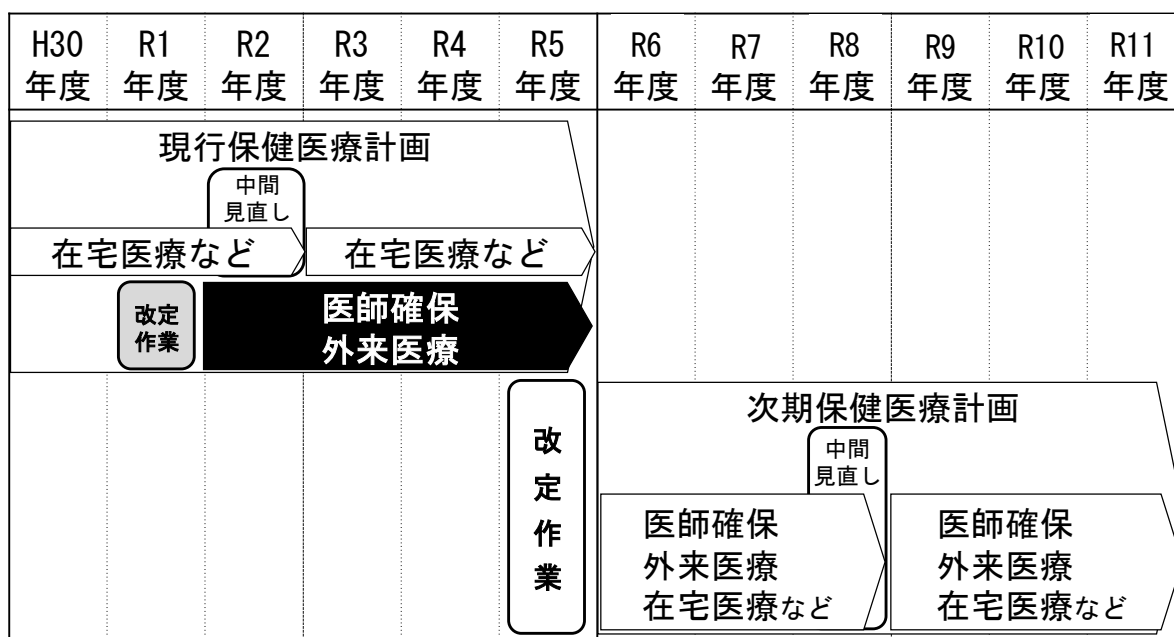 H30 R1 R2 R3 R4 R5 R6 R7 R8 R9 R10 R11
年度 年度 年度 年度 年度 年度 年度 年度 年度 年度 年度 年度
現行保健医療計画
中間
見直し
在宅医療など 在宅医療など
改定
作業
医師確保
外来医療
改
定
作
業
次期保健医療計画
中間
見直し
医師確保
外来医療
在宅医療など
医師確保
外来医療
在宅医療など